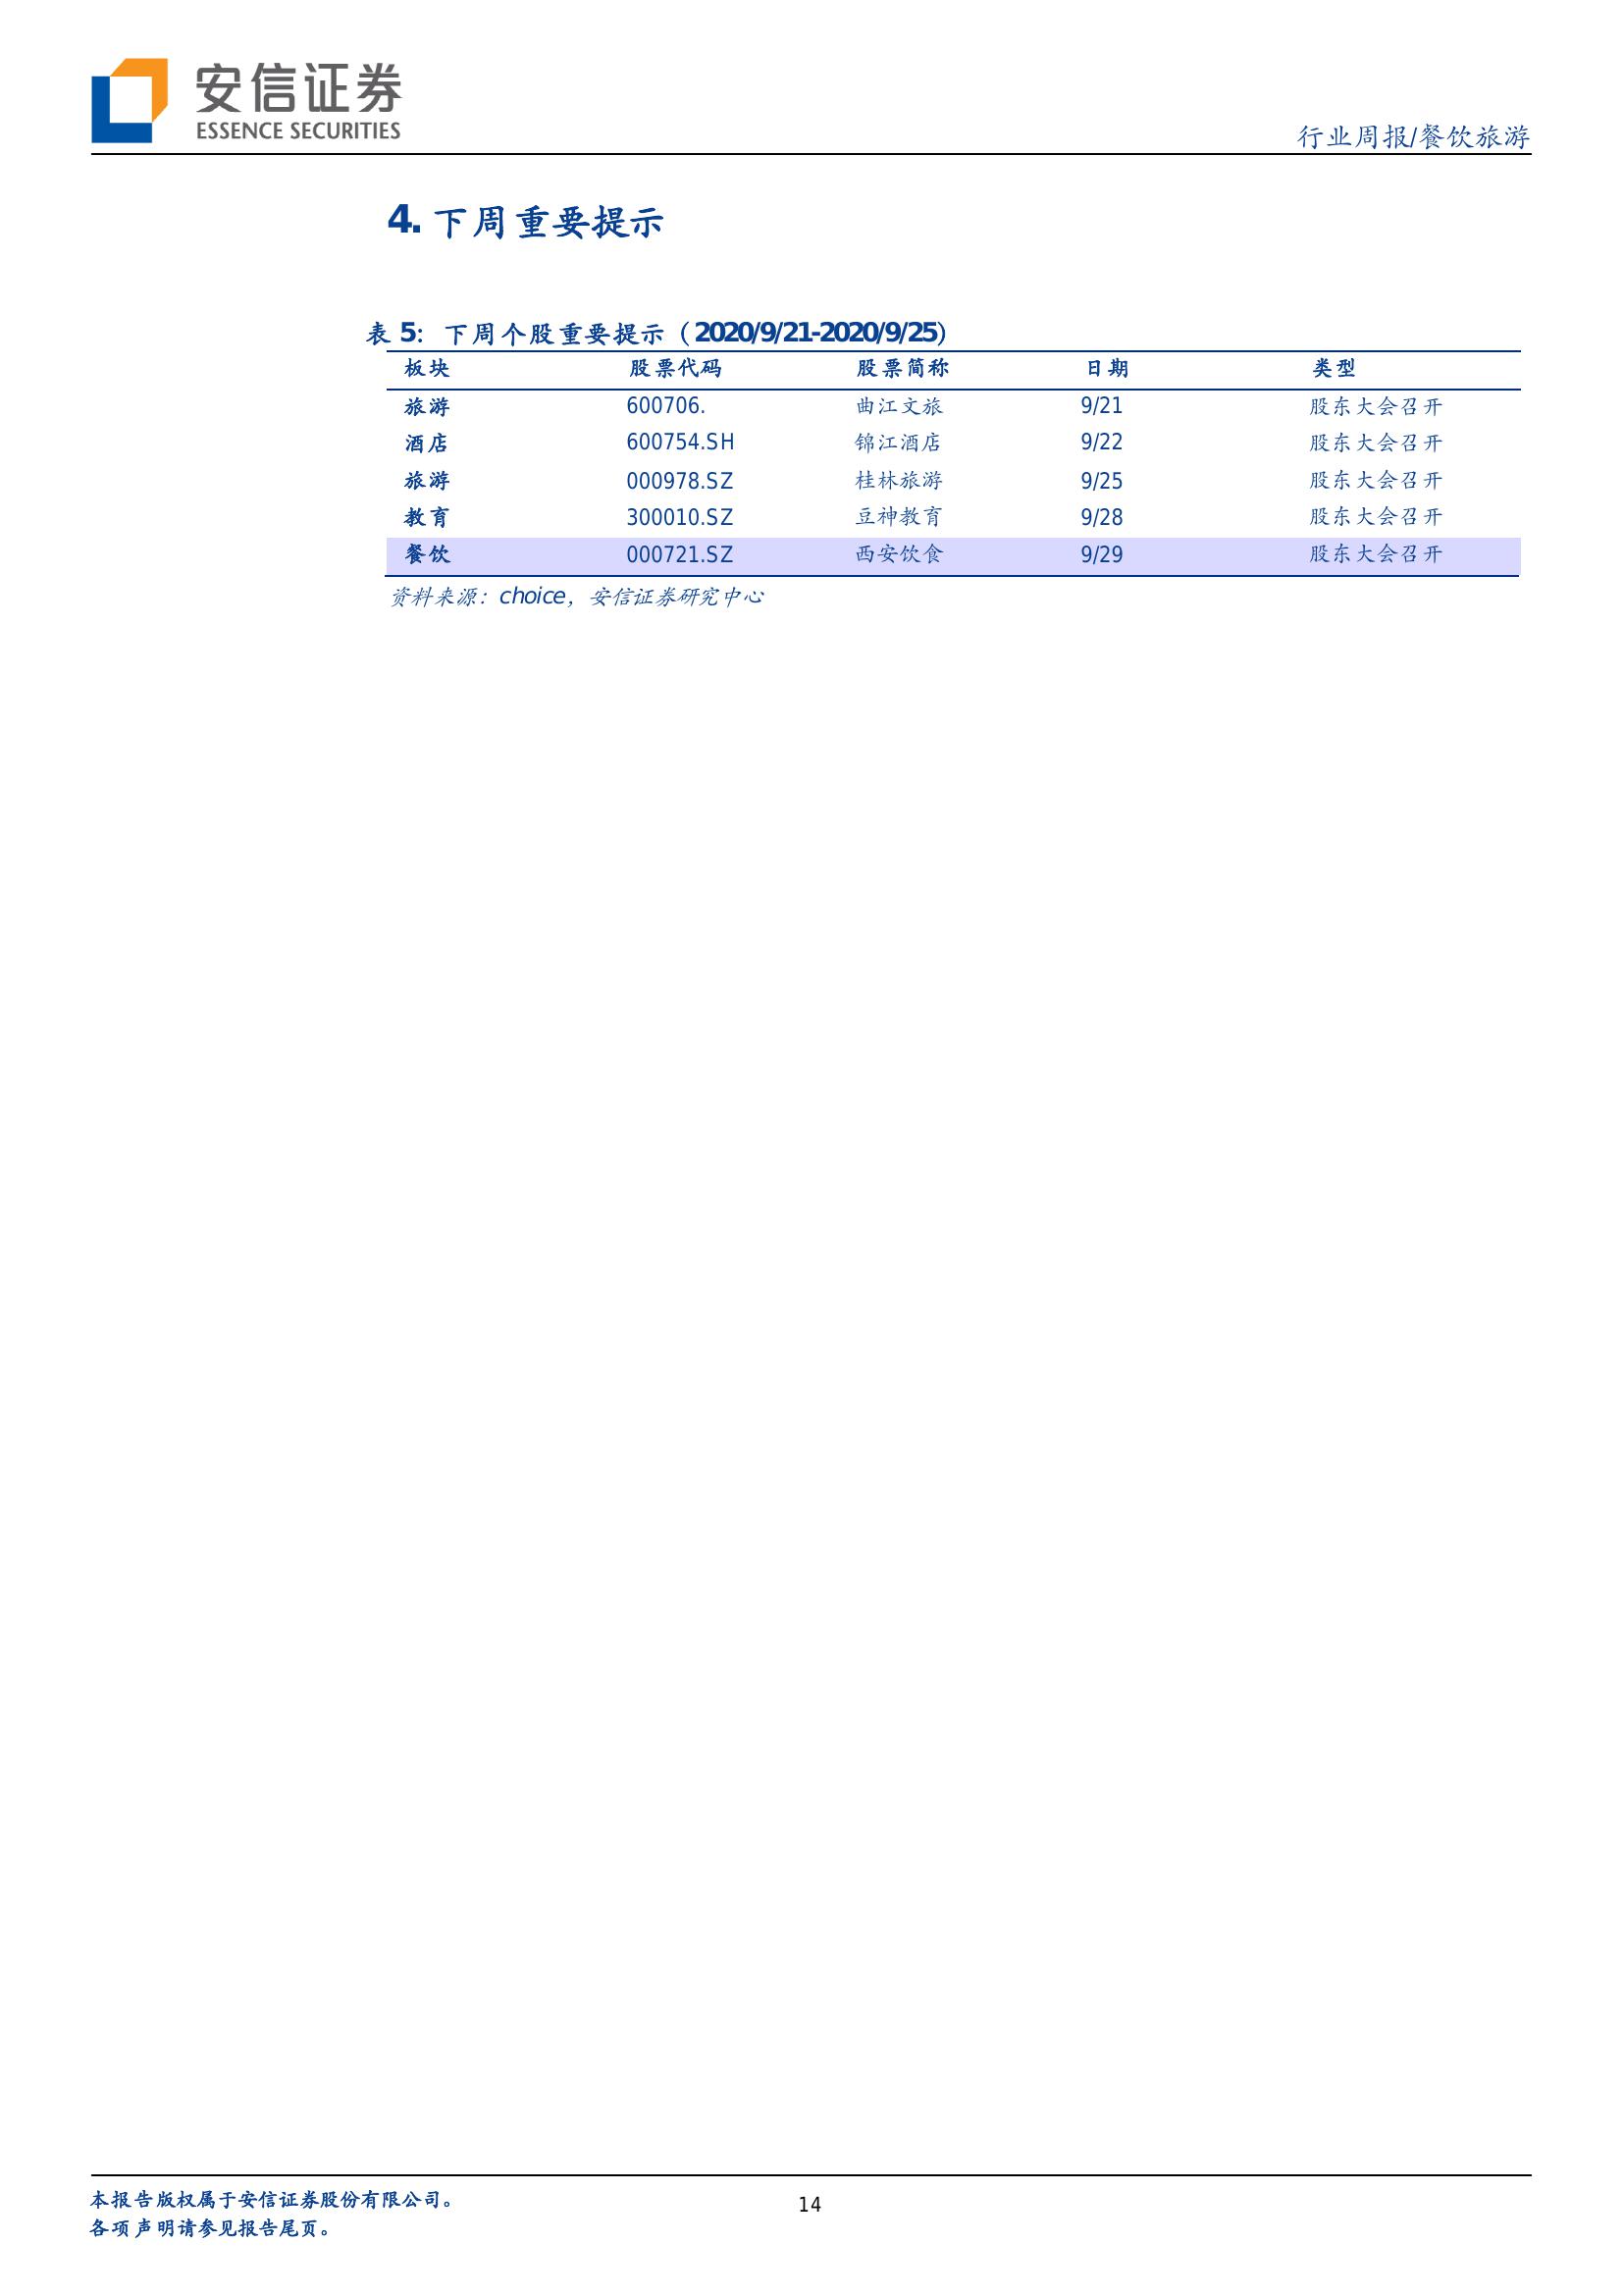 安信证券
ESSENCE SECURITIES
行业周报/餐饮旅游
4. 下周重要提示
表 5: 下周个股重要提示（2020/9/21-2020/9/25）
板块 股票代码 股票简称 日期 类型
旅游 600706. 曲江文旅 9/21 股东大会召开
酒店 600754.SH 锦江酒店 9/22 股东大会召开
旅游 000978.SZ 桂林旅游 9/25 股东大会召开
教育 300010.SZ 豆神教育 9/28 股东大会召开
餐饮 000721.SZ 西安饮食 9/29 股东大会召开
资料来源：choice，安信证券研究中心
本报告版权属于安信证券股份有限公司。
各项声明请参见报告尾页。
14